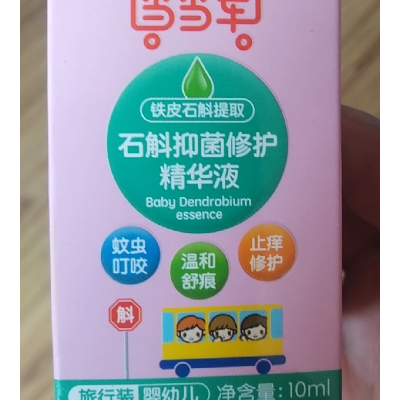 铁皮石斛提取
石斛抑菌修护
精华液
Baby Dendrobium
essence
蚊虫
叮咬
温和
舒痕
止痒
修护
斛
旅行装 婴幼儿 净含量:10ml